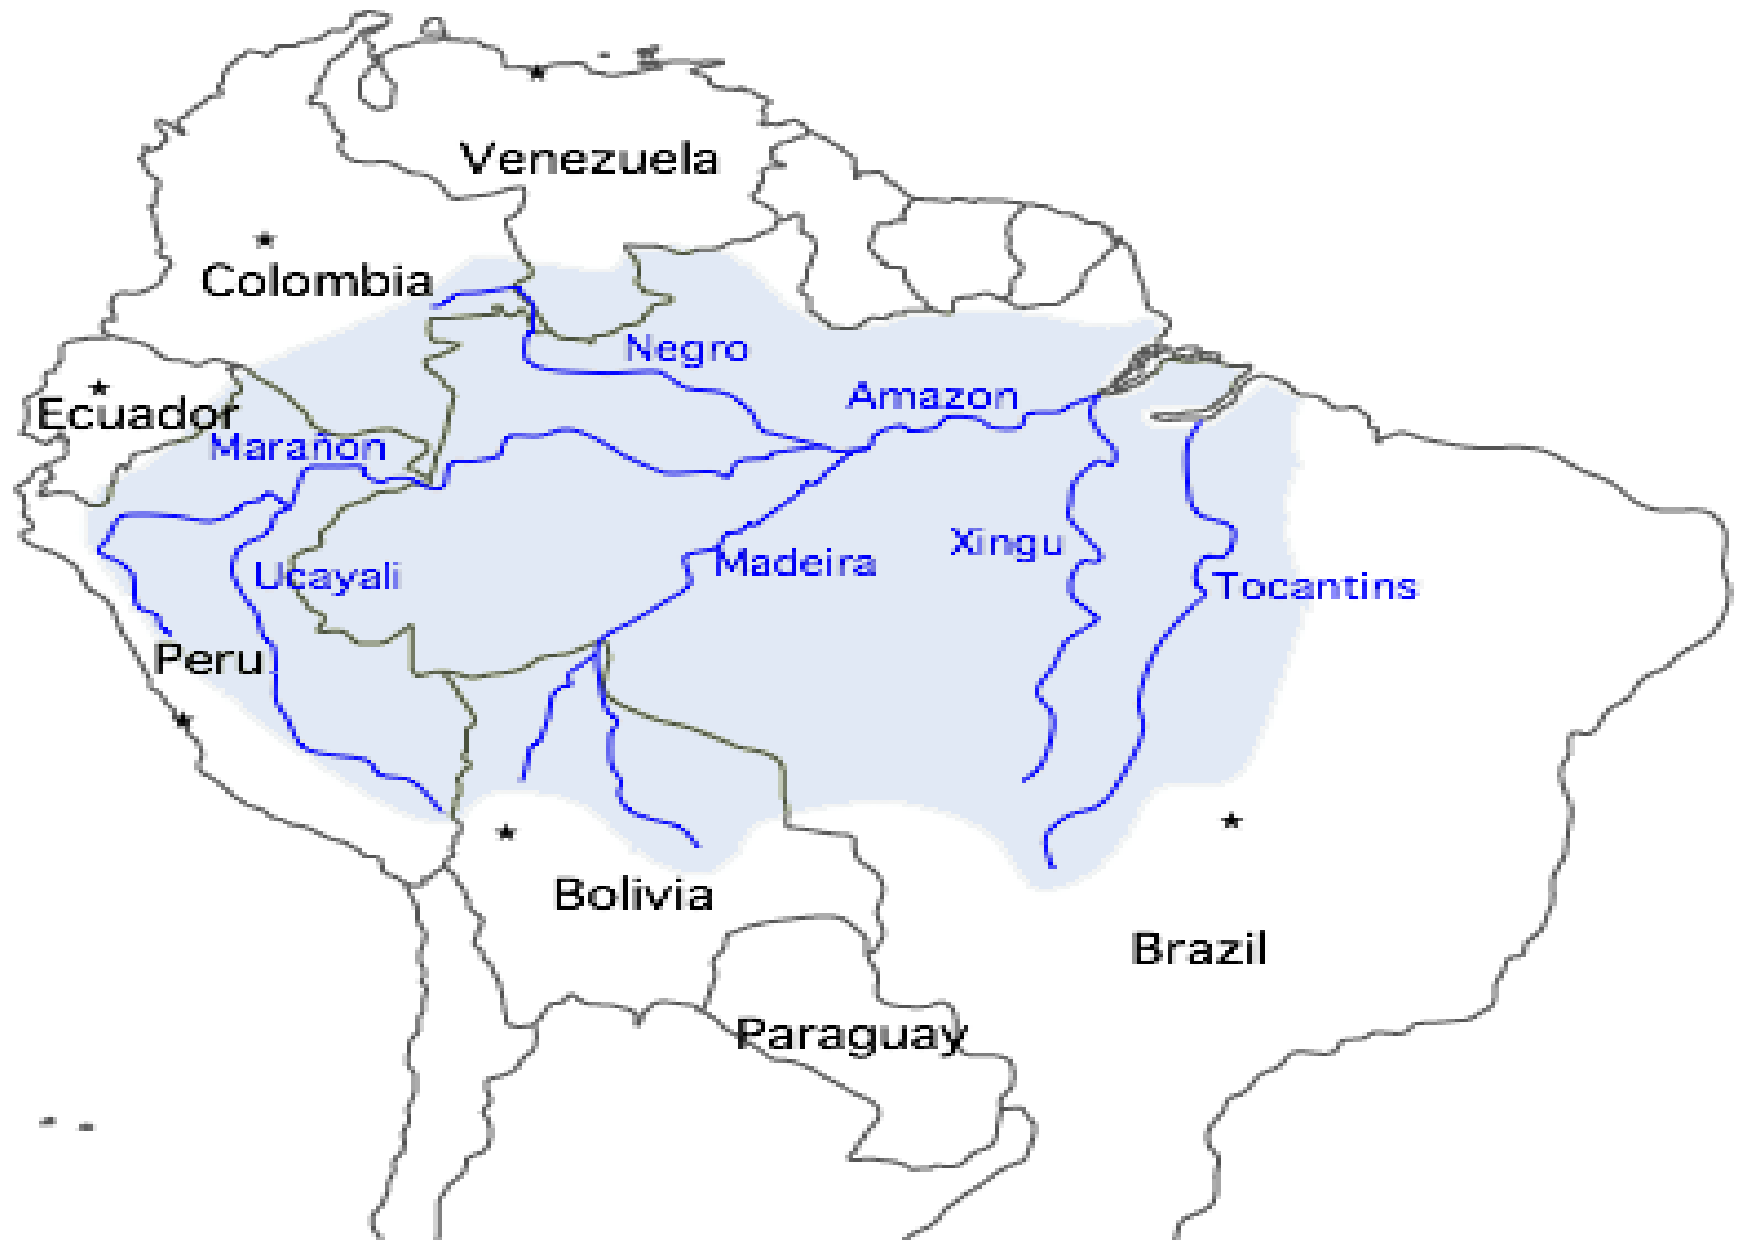 Venezuela
Colombia
Negro
Amazon
Ecuador
Marañon
Xingu
Madeira
Ucayali
Tocantins
Peru
Bolivia
Brazil
Paraguay